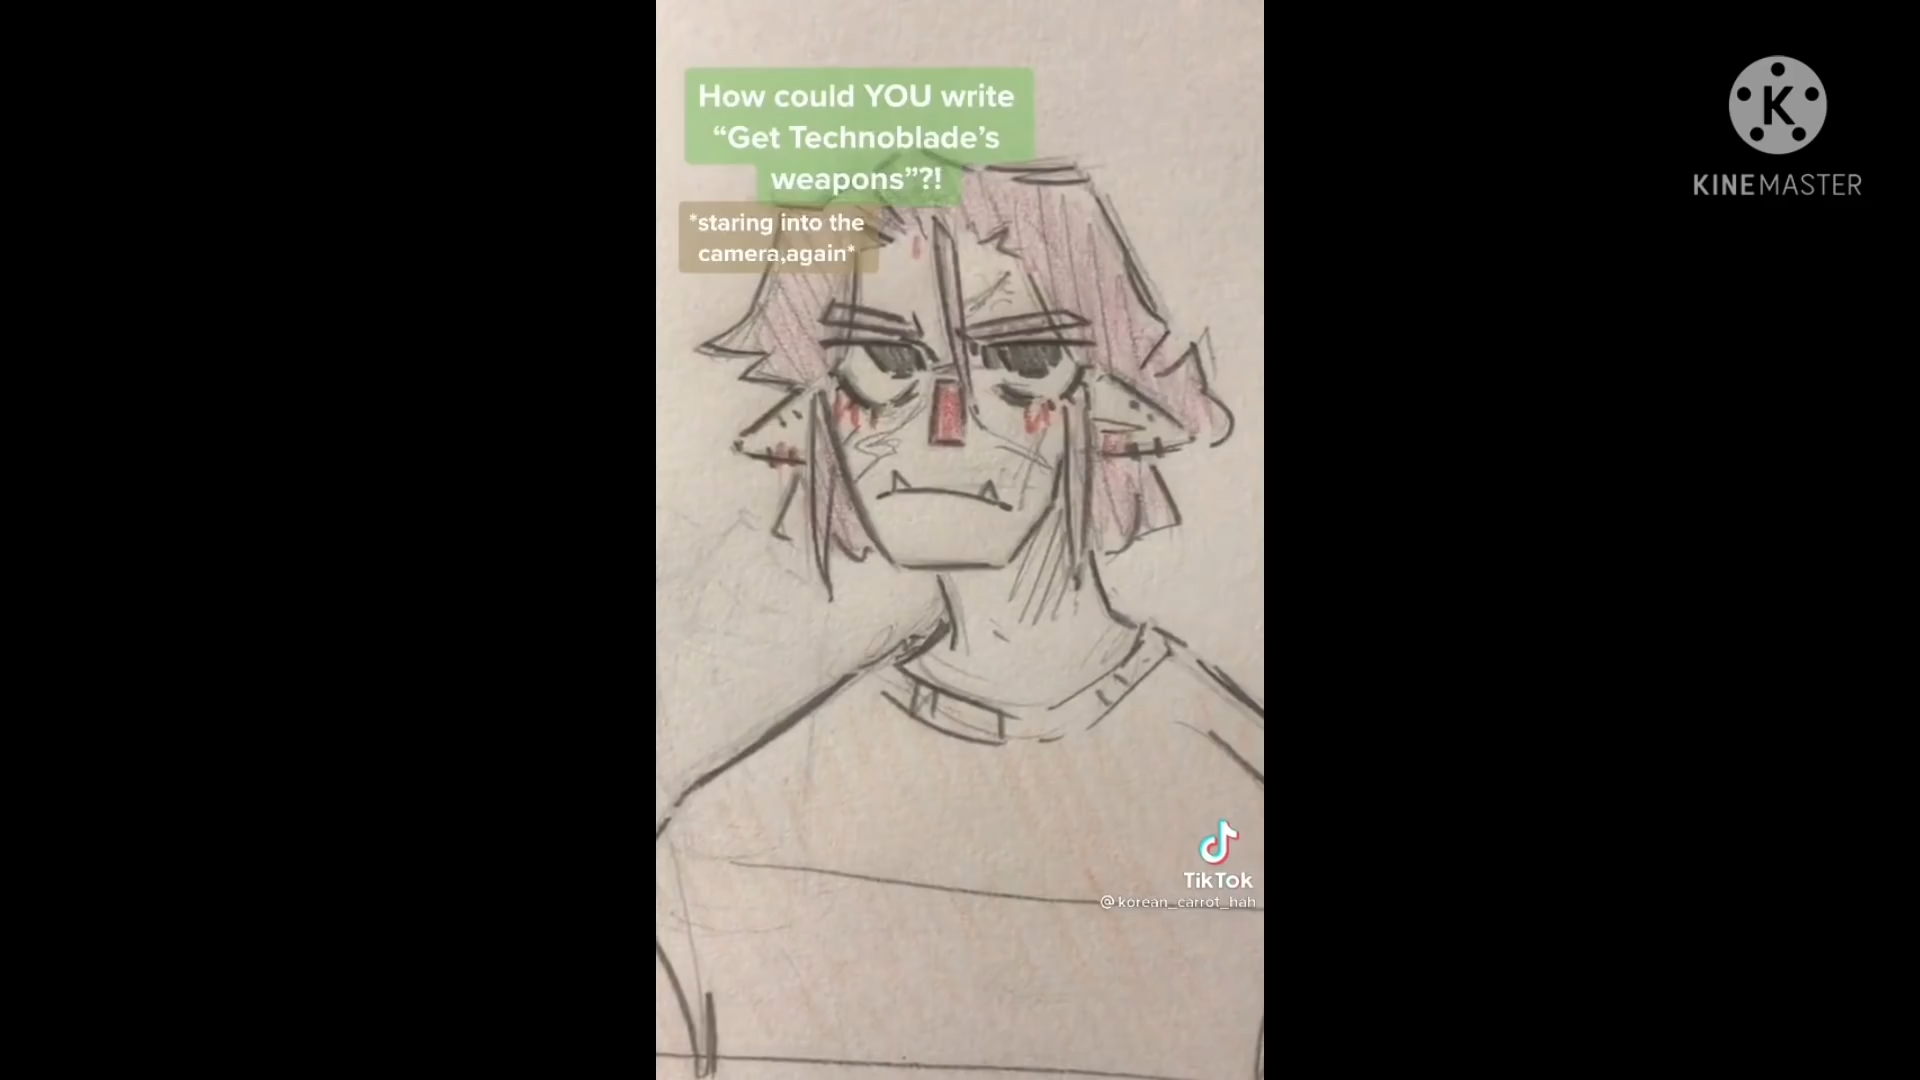 How could YOU write
“Get Technoblade’s
weapons”?!
*staring into the
camera,again*
K
KINEMASTER
TikTok
@korean_carrot_hah